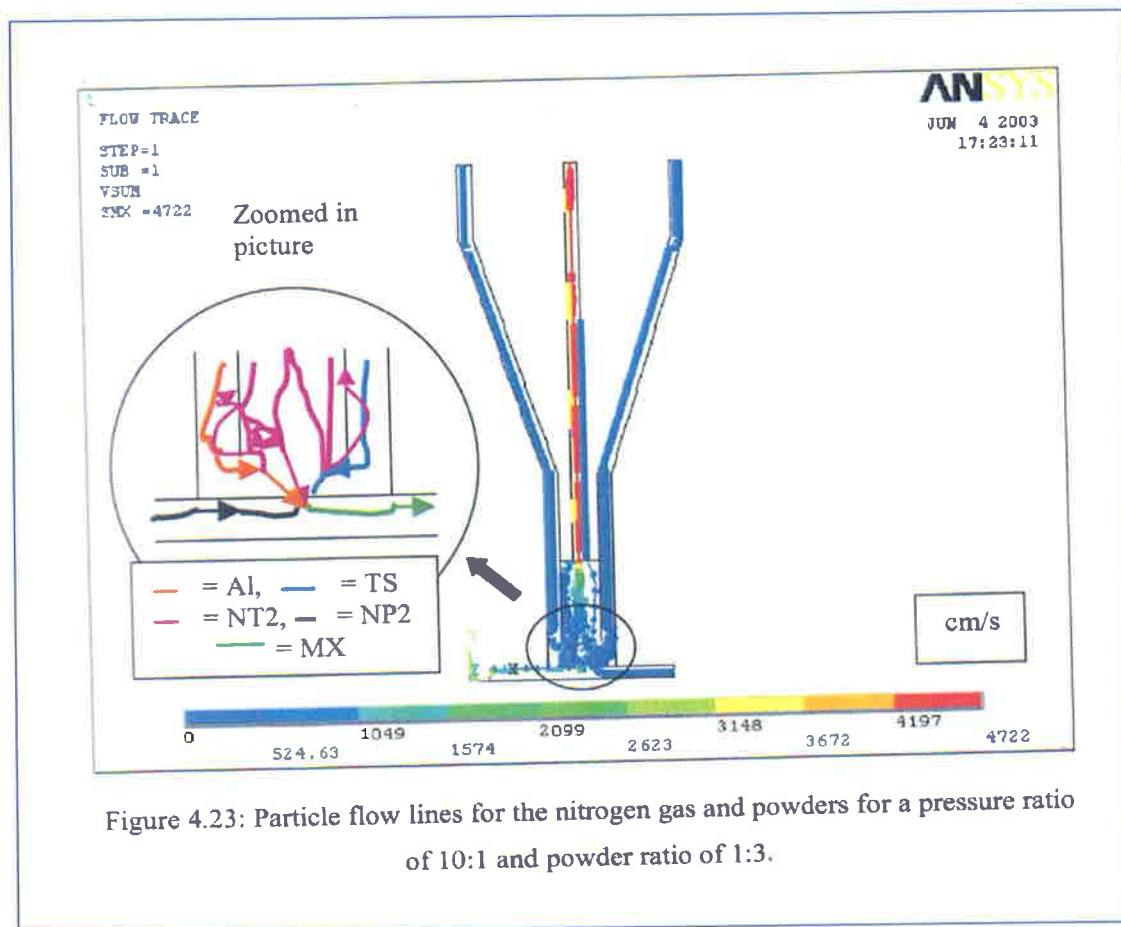 ANSYS
FLOW TRACE
JUN 4 2003
STEP=1
17:23:11
SUB =1
VSUM
SMX =4722
Zoomed in
picture
= Al, = TS
= NT2, = NP2
= MX
cm/s
0
524.63
1049
1574
2099
2623
3148
3672
4197
4722
Figure 4.23: Particle flow lines for the nitrogen gas and powders for a pressure ratio
of 10:1 and powder ratio of 1:3.